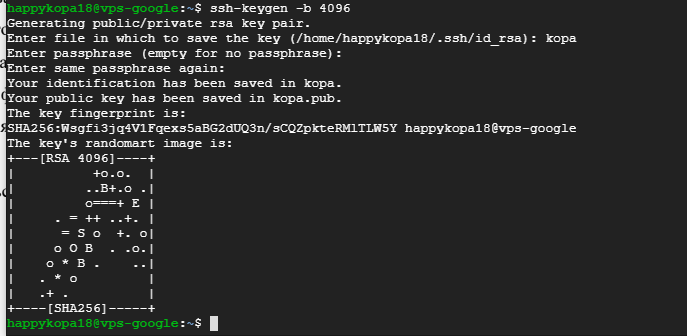 happykopa18@vps-google:~$ ssh-keygen -b 4096
Generating public/private rsa key pair.
Enter file in which to save the key (/home/happykopa18/.ssh/id_rsa): kopa
Enter passphrase (empty for no passphrase):
Enter same passphrase again:
Your identification has been saved in kopa.
Your public key has been saved in kopa.pub.
The key fingerprint is:
SHA256:Wsgfi3jq4V1Fqexs5aBG2dUQ3n/sCQZpkteRMlTLW5Y happykopa18@vps-google
The key's randomart image is:
+---[RSA 4096]----+
|          +o.o.  |
|         ..B+.o .|
|         o===+ E |
|     . = ++ ..+. |
|      = S o  +. o|
|     o O B  . .o.|
|    o * B .    ..|
|   . * o         |
|   .+ .          |
+----[SHA256]-----+
happykopa18@vps-google:~$